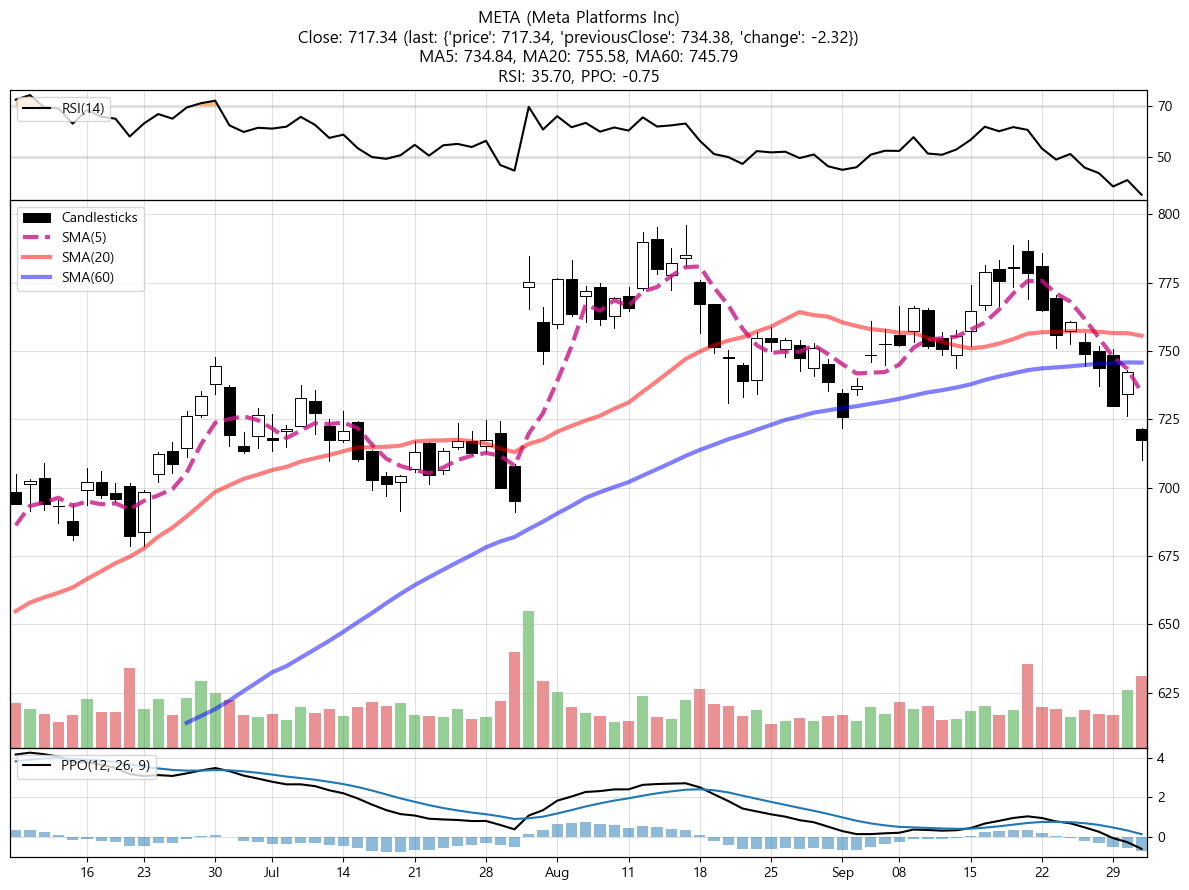 META (Meta Platforms Inc)
Close: 717.34 (last: {'price': 717.34, 'previousClose': 734.38, 'change': -2.32})
MA5: 734.84, MA20: 755.58, MA60: 745.79
RSI: 35.70, PPO: -0.75
RSI(14)
70
50
Candlesticks
SMA(5)
SMA(20)
SMA(60)
800
775
750
725
700
675
650
625
PPO(12, 26, 9)
4
2
0
16 23 30 Jul 14 21 28 Aug 11 18 25 Sep 08 15 22 29